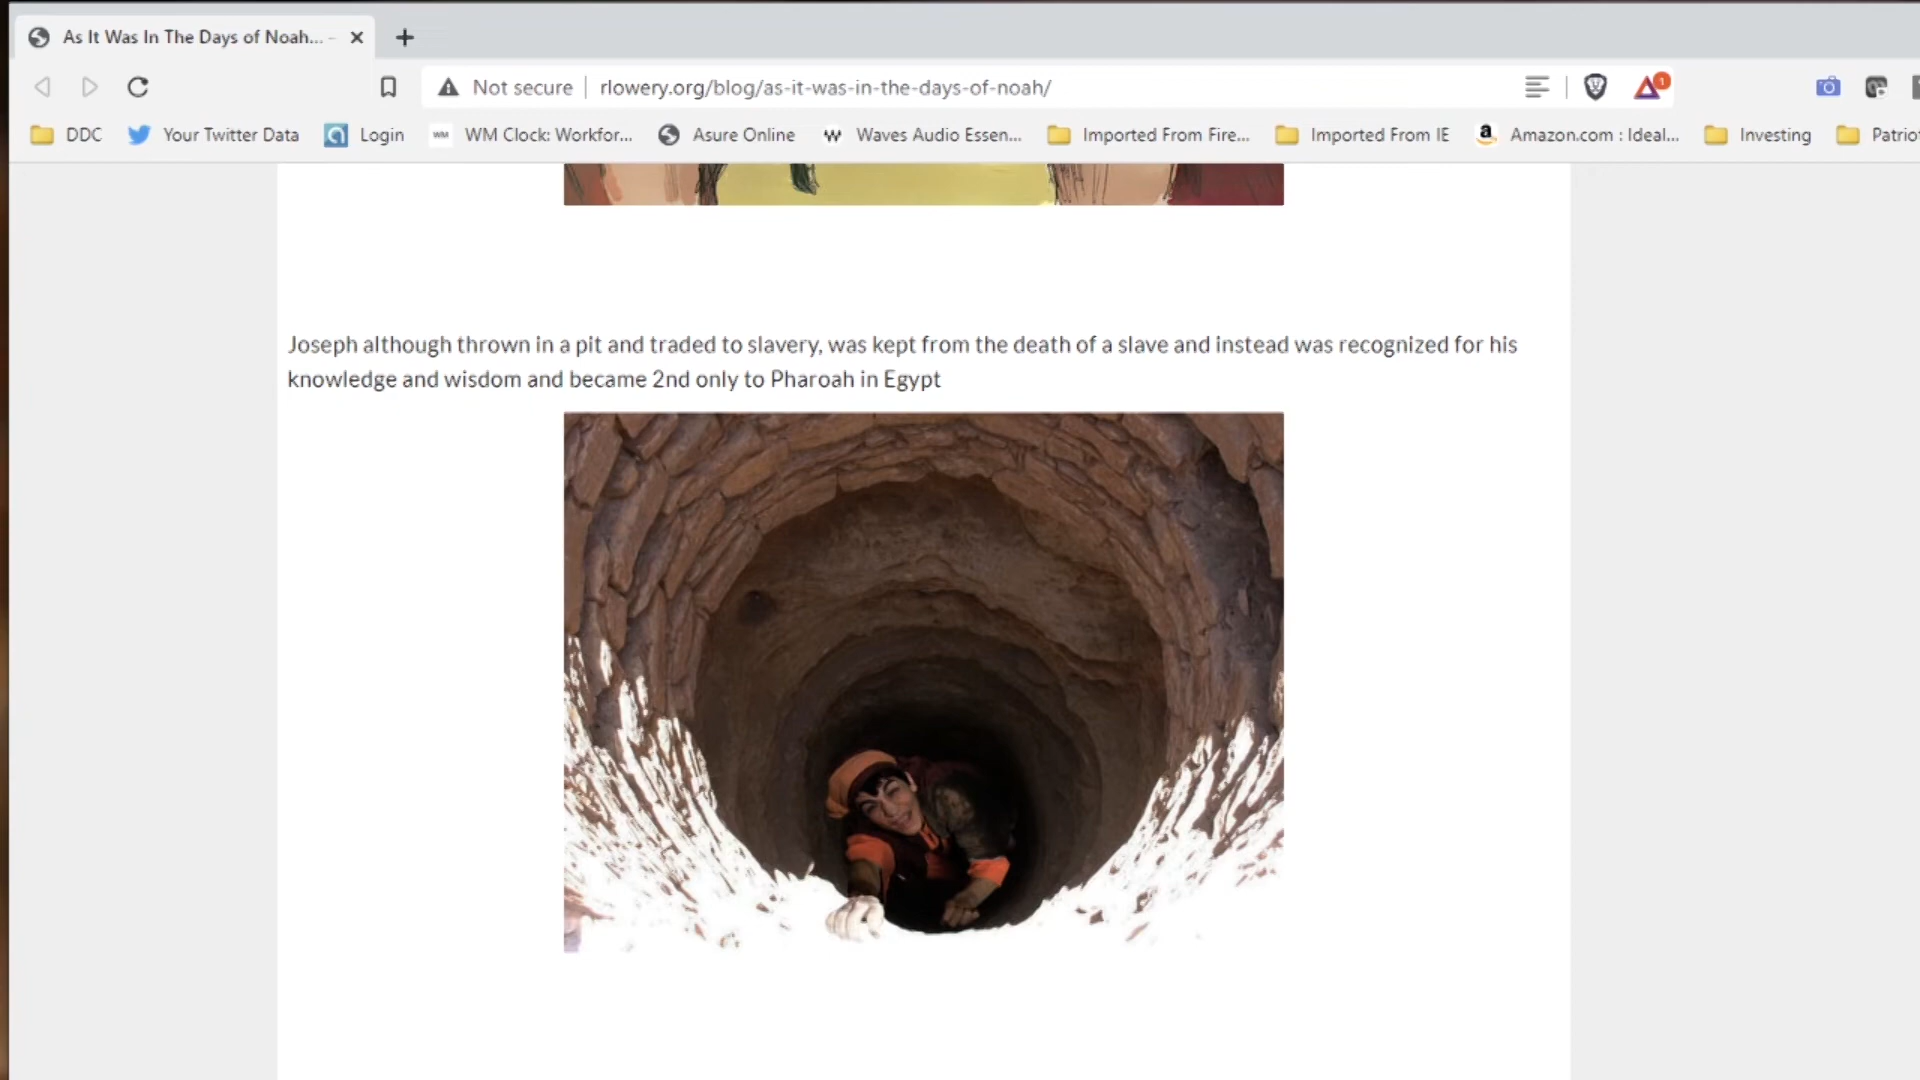 As It Was In The Days of Noah...
Not secure
rlowery.org/blog/as-it-was-in-the-days-of-noah/
1
DDC
Your Twitter Data
Login
WM
WM Clock: Workfor...
Asure Online
Waves Audio Essen...
Imported From Fire...
Imported From IE
Amazon.com : Ideal...
Investing
Patrio
Joseph although thrown in a pit and traded to slavery, was kept from the death of a slave and instead was recognized for his
knowledge and wisdom and became 2nd only to Pharoah in Egypt